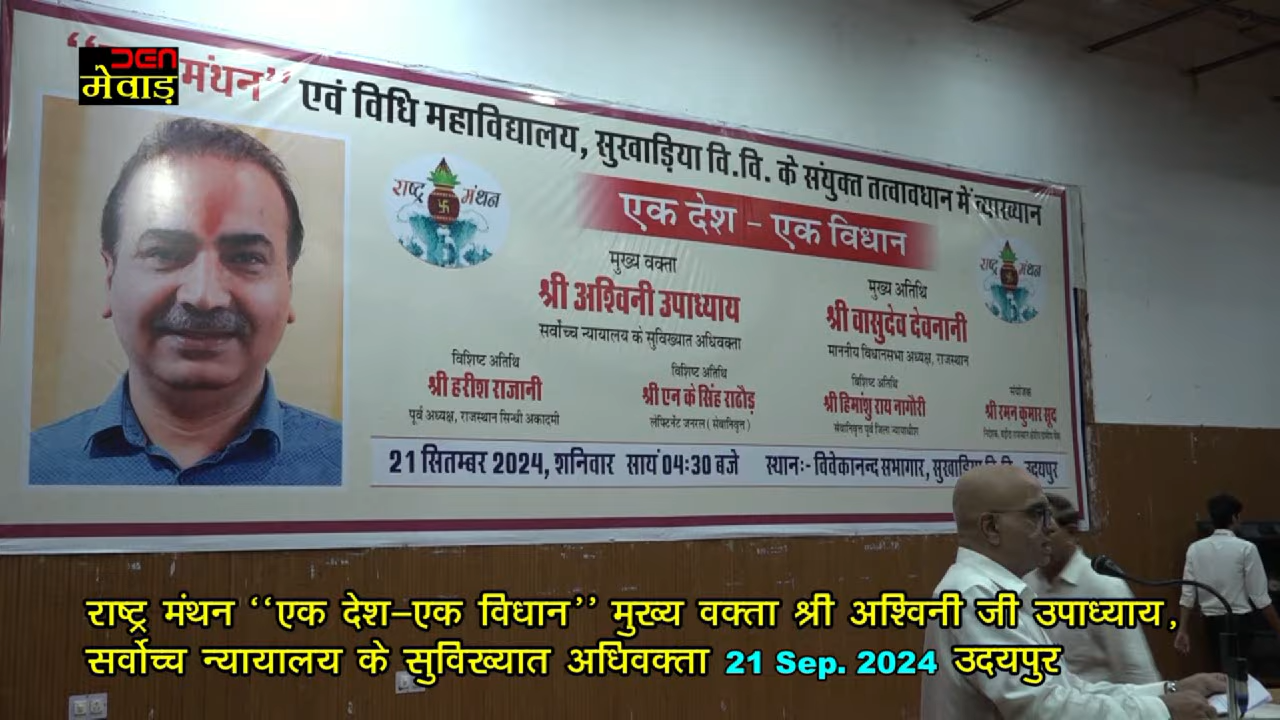 DEN
मेवाड़
मंथन’’ एवं विधि महाविद्यालय, सुखाड़िया वि.वि. के संयुक्त तत्वावधान में व्याख्यान
राष्ट्र मंथन
एक देश - एक विधान
राष्ट्र मंथन
मुख्य वक्ता
श्री अश्विनी उपाध्याय
सर्वोच्च न्यायालय के सुविख्यात अधिवक्ता
मुख्य अतिथि
श्री वासुदेव देवनानी
माननीय विधानसभा अध्यक्ष, राजस्थान
विशिष्ट अतिथि
श्री हरीश राजानी
पूर्व अध्यक्ष, राजस्थान सिन्धी अकादमी
विशिष्ट अतिथि
श्री एन के सिंह राठौड़
लेफ्टिनेंट जनरल ( सेवानिवृत्त )
विशिष्ट अतिथि
श्री हिमांशु राय नागौरी
सेवानिवृत्त पूर्व जिला न्यायाधीश
संयोजक
श्री रमन कुमार सूद
21 सितम्बर 2024, शनिवार सायं 04:30 बजे स्थानः- विवेकानन्द सभागार, सुखाड़िया वि.वि., उदयपुर
राष्ट्र मंथन ‘‘एक देश-एक विधान’’ मुख्य वक्ता श्री अश्विनी जी उपाध्याय,
सर्वोच्च न्यायालय के सुविख्यात अधिवक्ता 21 Sep. 2024 उदयपुर